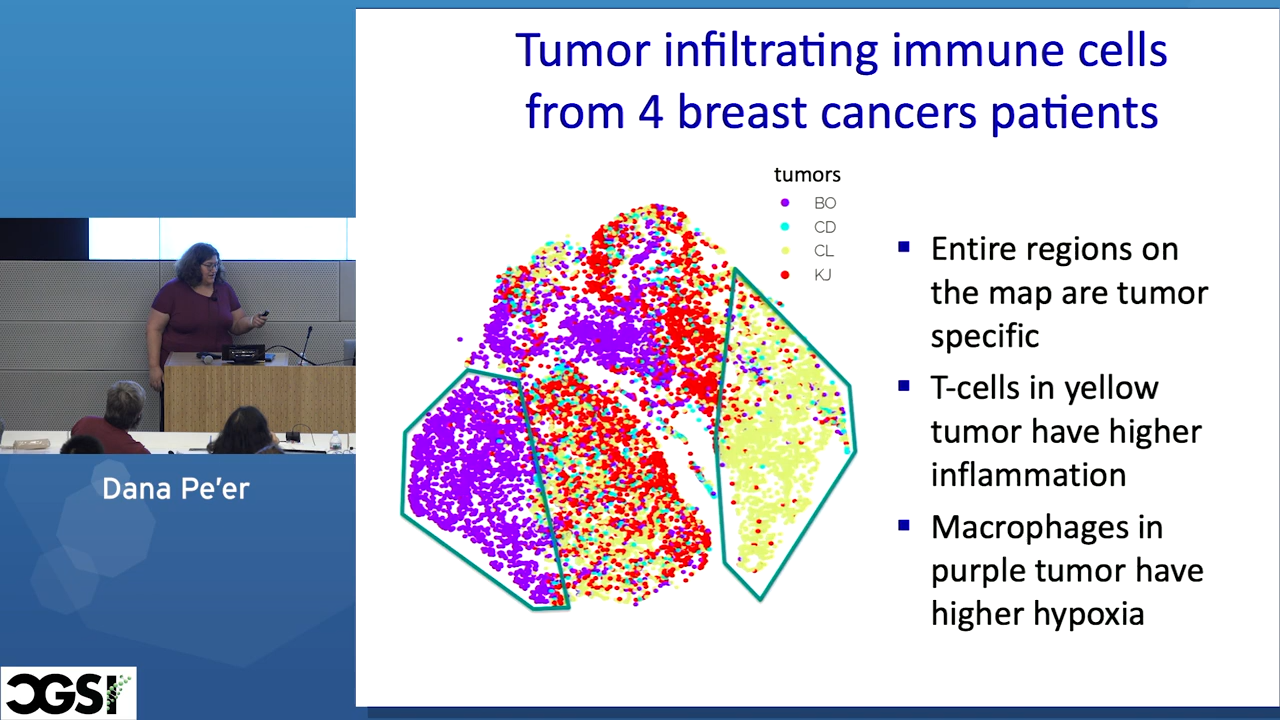 Tumor infiltrating immune cells
from 4 breast cancers patients
tumors
BO
CD
CL
KJ
Entire regions on
the map are tumor
specific
T-cells in yellow
tumor have higher
inflammation
Macrophages in
purple tumor have
higher hypoxia
Dana Pe'er
CGSI